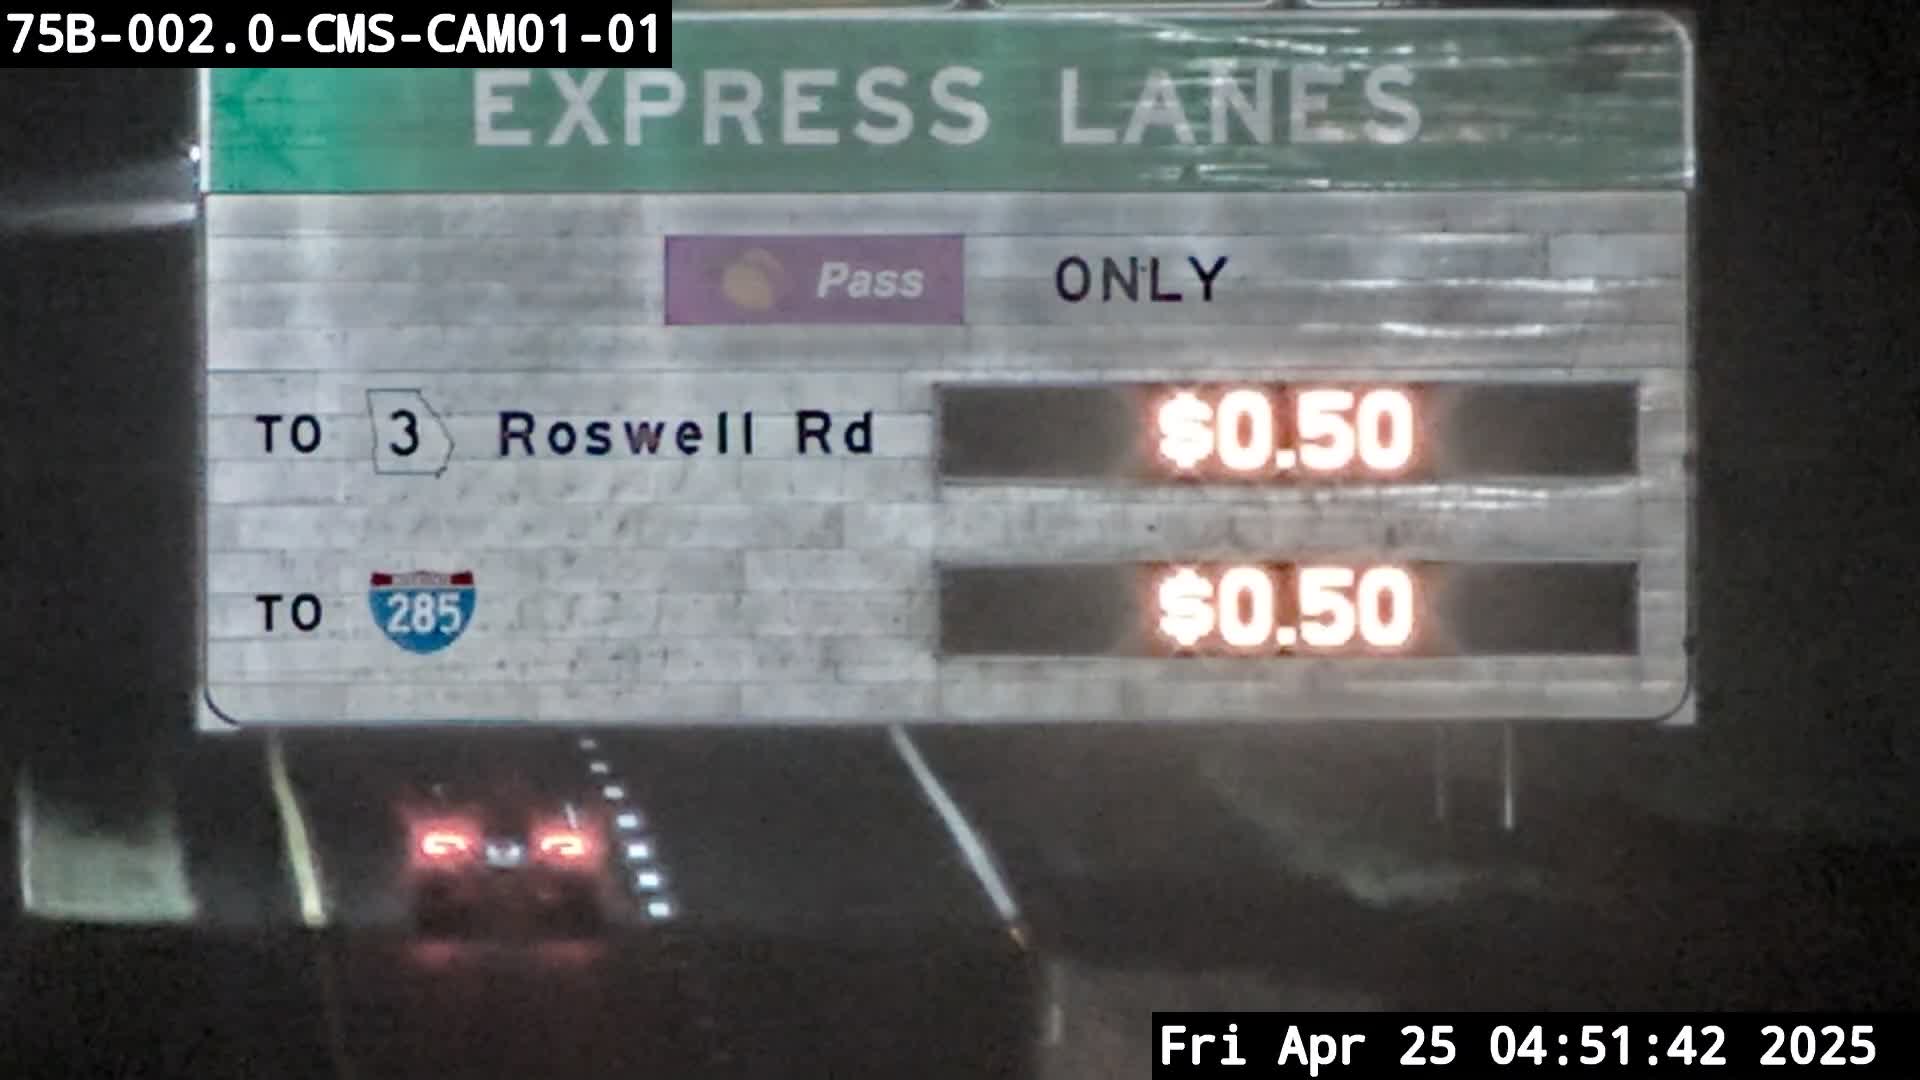 75B-002.0-CMS-CAM01-01
EXPRESS LANES
Pass ONLY
TO 3 Roswell Rd $0.50
TO 285 $0.50
Fri Apr 25 04:51:42 2025